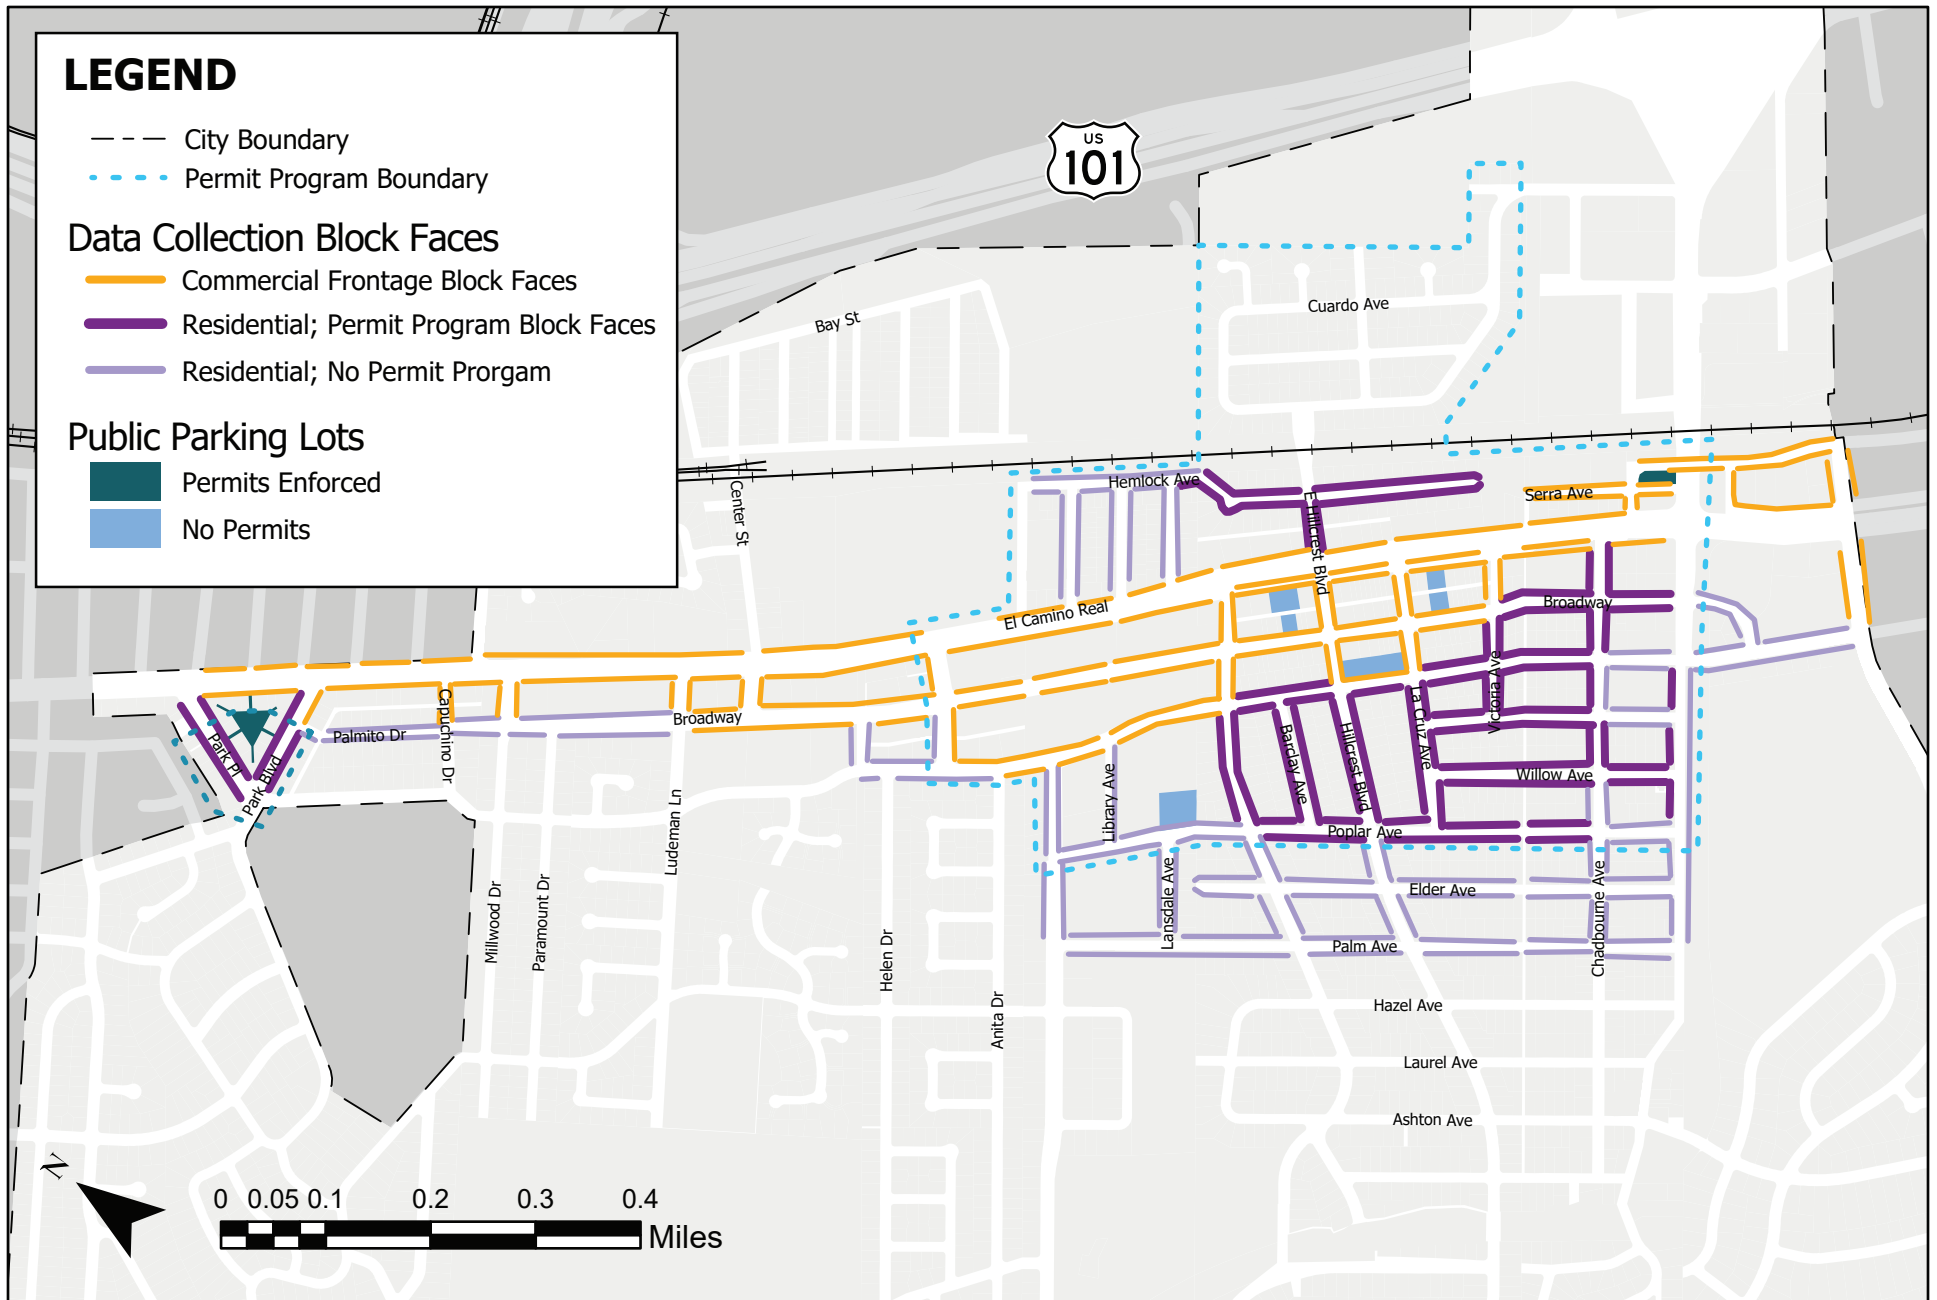 LEGEND
City Boundary
Permit Program Boundary
Data Collection Block Faces
Commercial Frontage Block Faces
Residential; Permit Program Block Faces
Residential; No Permit Prorgam
Public Parking Lots
Permits Enforced
No Permits
US
101
Cuardo Ave
Bay St
Center St
Hemlock Ave
E Hillcrest Blvd
Serra Ave
El Camino Real
Broadway
Victoria Ave
La Cruz Ave
Capuchino Dr
Broadway
Palmito Dr
Park Pl
Park Blvd
Barclay Ave
Hillcrest Blvd
Willow Ave
Library Ave
Poplar Ave
Ludeman Ln
Millwood Dr
Paramount Dr
Helen Dr
Anita Dr
Lansdale Ave
Elder Ave
Chadbourne Ave
Palm Ave
Hazel Ave
Laurel Ave
Ashton Ave
N
0 0.05 0.1 0.2 0.3 0.4
Miles